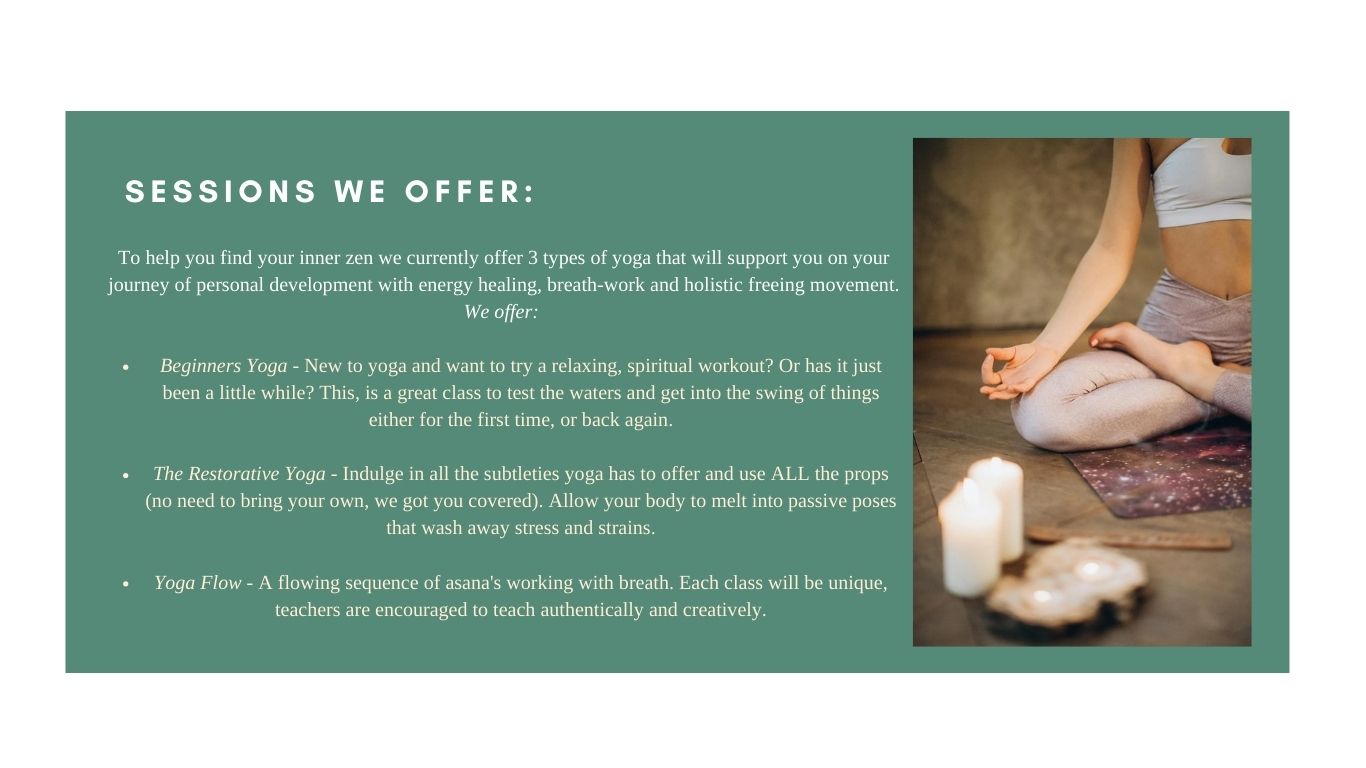 SESSIONS WE OFFER:
To help you find your inner zen we currently offer 3 types of yoga that will support you on your
journey of personal development with energy healing, breath-work and holistic freeing movement.
We offer:
• Beginners Yoga - New to yoga and want to try a relaxing, spiritual workout? Or has it just
been a little while? This, is a great class to test the waters and get into the swing of things
either for the first time, or back again.
• The Restorative Yoga - Indulge in all the subtleties yoga has to offer and use ALL the props
(no need to bring your own, we got you covered). Allow your body to melt into passive poses
that wash away stress and strains.
• Yoga Flow - A flowing sequence of asana's working with breath. Each class will be unique,
teachers are encouraged to teach authentically and creatively.